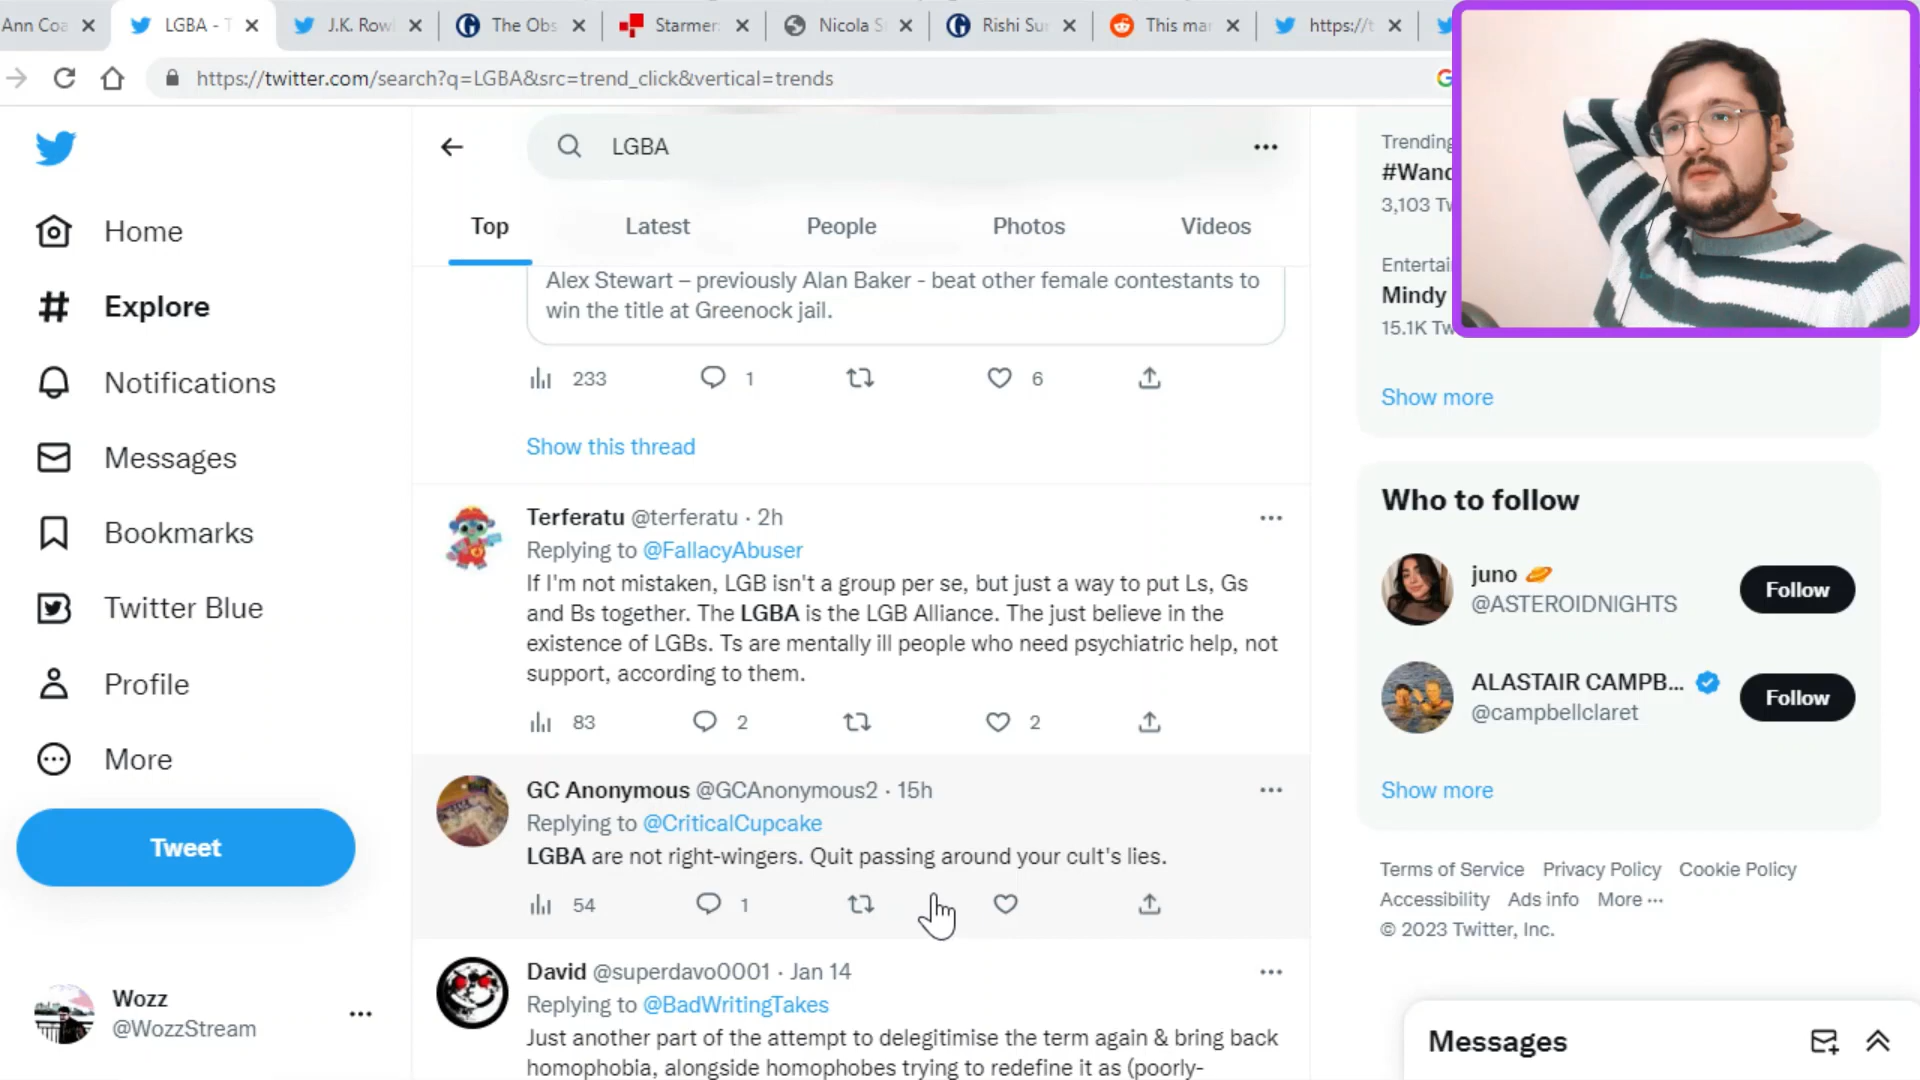 Ann Coa
LGBA - T
J.K. Rowl
The Obs
Starmer:
Nicola S
Rishi Su
This mar
https://t
https://twitter.com/search?q=LGBA&src=trend_click&vertical=trends
LGBA
Top Latest People Photos Videos
Home
Explore
Notifications
Messages
Bookmarks
Twitter Blue
Profile
More
Tweet
Wozz
@WozzStream
Alex Stewart – previously Alan Baker - beat other female contestants to
win the title at Greenock jail.
233 1 6
Show this thread
Terferatu @terferatu · 2h
Replying to @FallacyAbuser
If I'm not mistaken, LGB isn't a group per se, but just a way to put Ls, Gs
and Bs together. The LGBA is the LGB Alliance. The just believe in the
existence of LGBs. Ts are mentally ill people who need psychiatric help, not
support, according to them.
83 2 2
GC Anonymous @GCAnonymous2 · 15h
Replying to @CriticalCupcake
LGBA are not right-wingers. Quit passing around your cult's lies.
54 1
David @superdavo0001 · Jan 14
Replying to @BadWritingTakes
Just another part of the attempt to delegitimise the term again & bring back
homophobia, alongside homophobes trying to redefine it as (poorly-
Trending
#Wand
3,103 Tw
Entertai
Mindy
15.1K Tw
Show more
Who to follow
juno
@ASTEROIDNIGHTS
Follow
ALASTAIR CAMPB...
@campbellclaret
Follow
Show more
Terms of Service Privacy Policy Cookie Policy
Accessibility Ads info More ···
© 2023 Twitter, Inc.
Messages